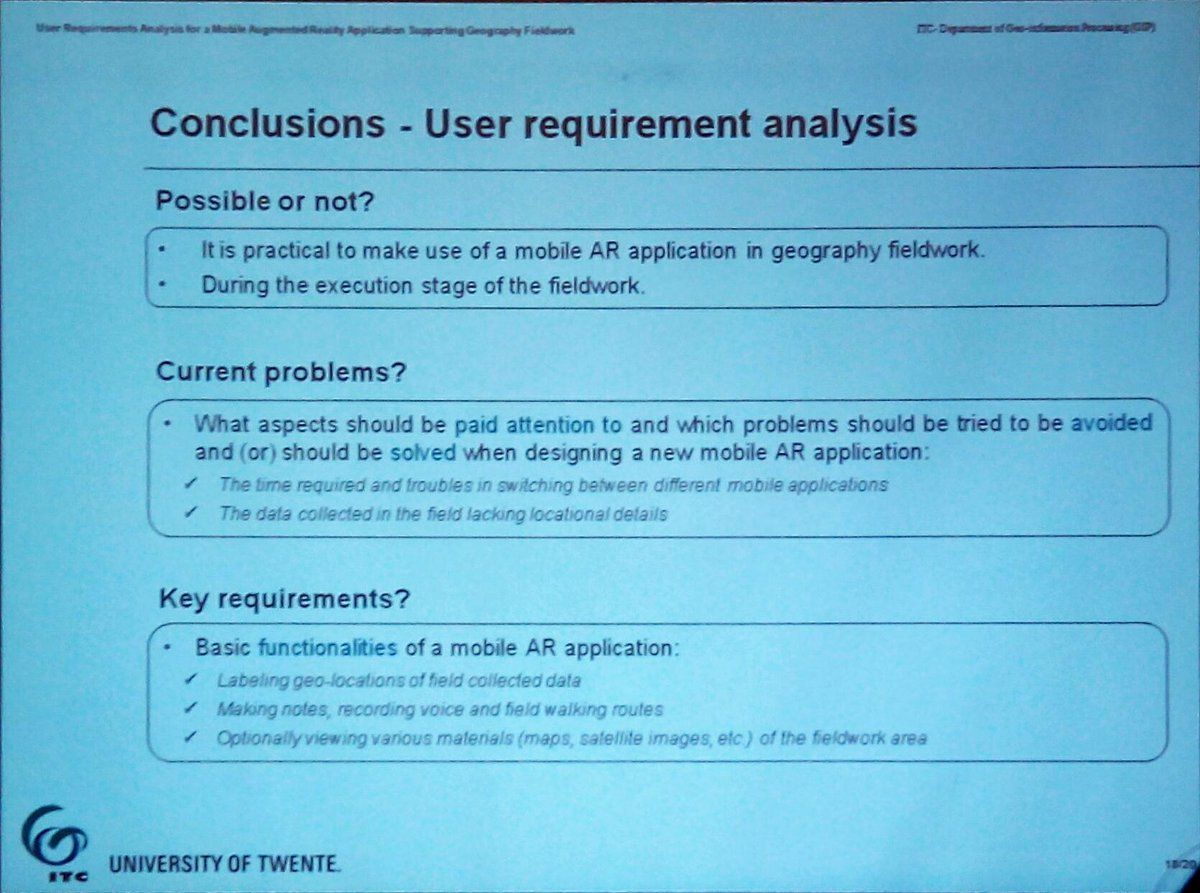 User Requirements Analysis for a Mobile Augmented Reality Application Supporting Geography Fieldwork
ITC- Department of Geo-information Processing (GIP)
Conclusions - User requirement analysis
Possible or not?
• It is practical to make use of a mobile AR application in geography fieldwork.
• During the execution stage of the fieldwork.
Current problems?
• What aspects should be paid attention to and which problems should be tried to be avoided
and (or) should be solved when designing a new mobile AR application:
✓ The time required and troubles in switching between different mobile applications
✓ The data collected in the field lacking locational details
Key requirements?
• Basic functionalities of a mobile AR application:
✓ Labeling geo-locations of field collected data
✓ Making notes, recording voice and field walking routes
✓ Optionally viewing various materials (maps, satellite images, etc.) of the fieldwork area
ITC
UNIVERSITY OF TWENTE.
18/20